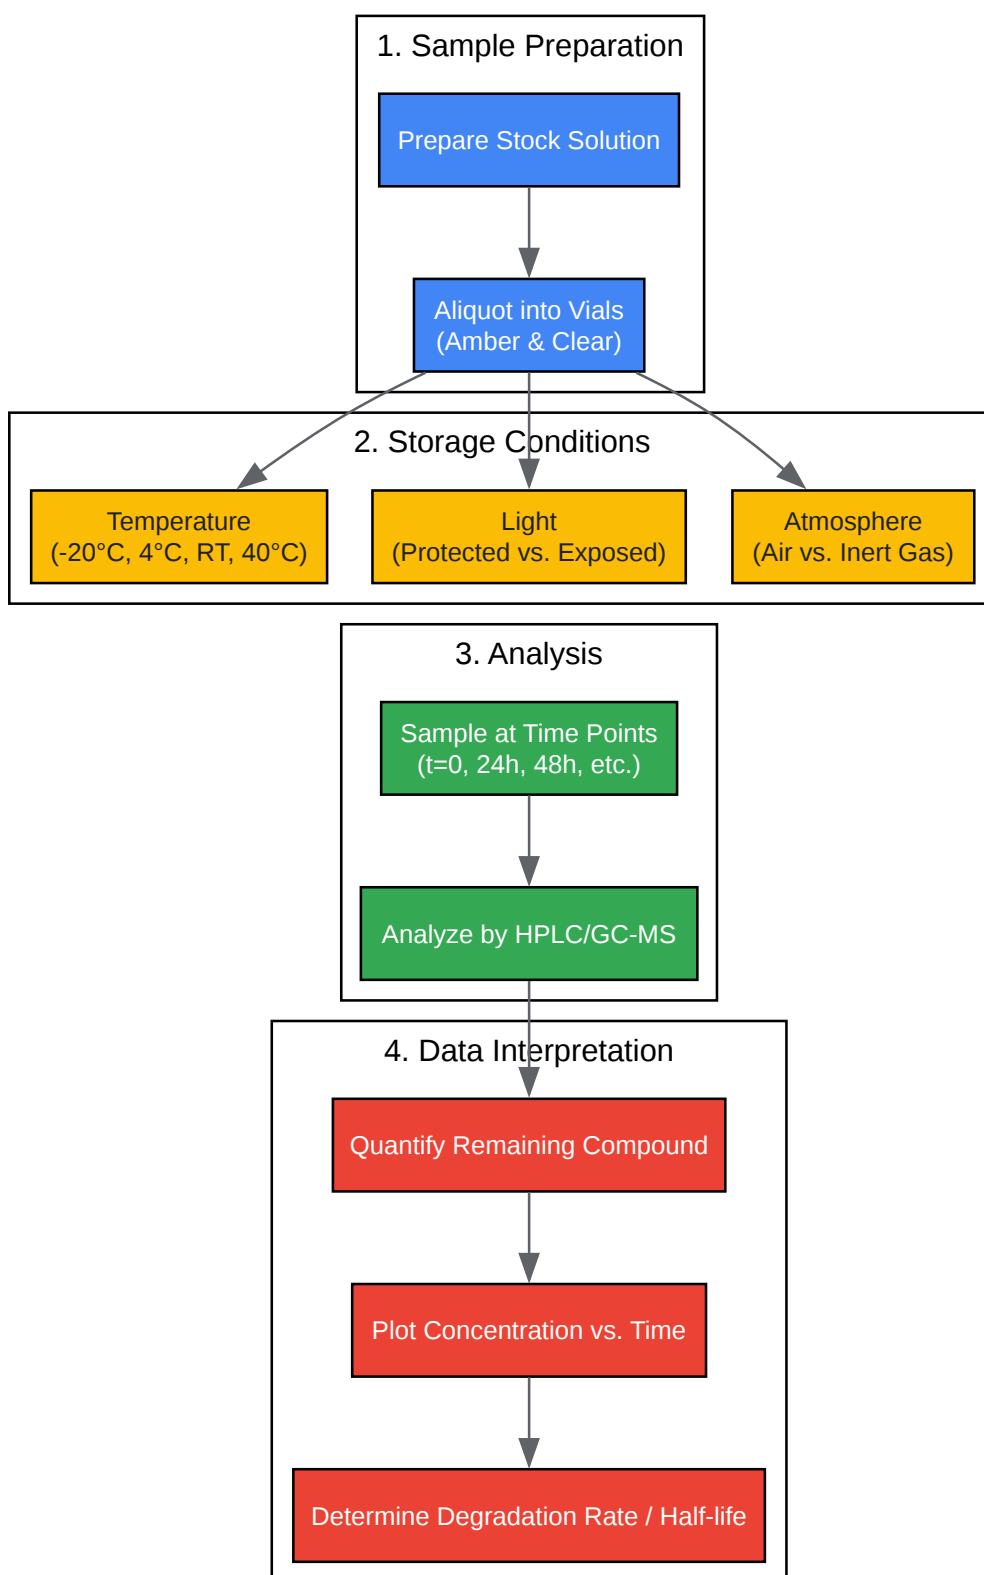 1. Sample Preparation
Prepare Stock Solution
Aliquot into Vials
(Amber & Clear)
2. Storage Conditions
Temperature
(-20°C, 4°C, RT, 40°C)
Light
(Protected vs. Exposed)
Atmosphere
(Air vs. Inert Gas)
3. Analysis
Sample at Time Points
(t=0, 24h, 48h, etc.)
Analyze by HPLC/GC-MS
4. Data Interpretation
Quantify Remaining Compound
Plot Concentration vs. Time
Determine Degradation Rate / Half-life